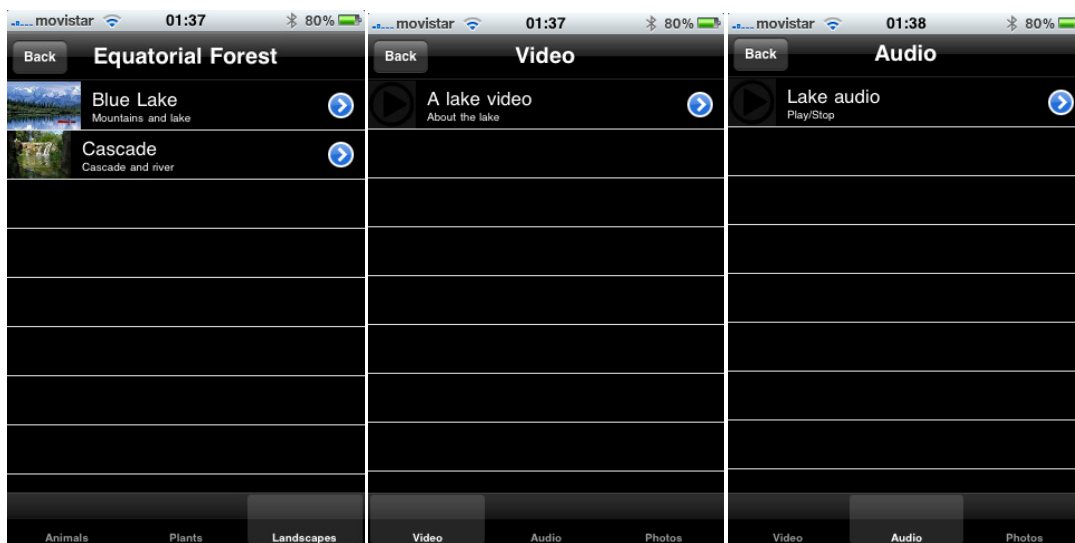 movistar 01:37 80%
Back Equatorial Forest
Blue Lake
Mountains and lake
Cascade
Cascade and river
Animals Plants Landscapes
movistar 01:37 80%
Back Video
A lake video
About the lake
Video Audio Photos
movistar 01:38 80%
Back Audio
Lake audio
Play/Stop
Video Audio Photos